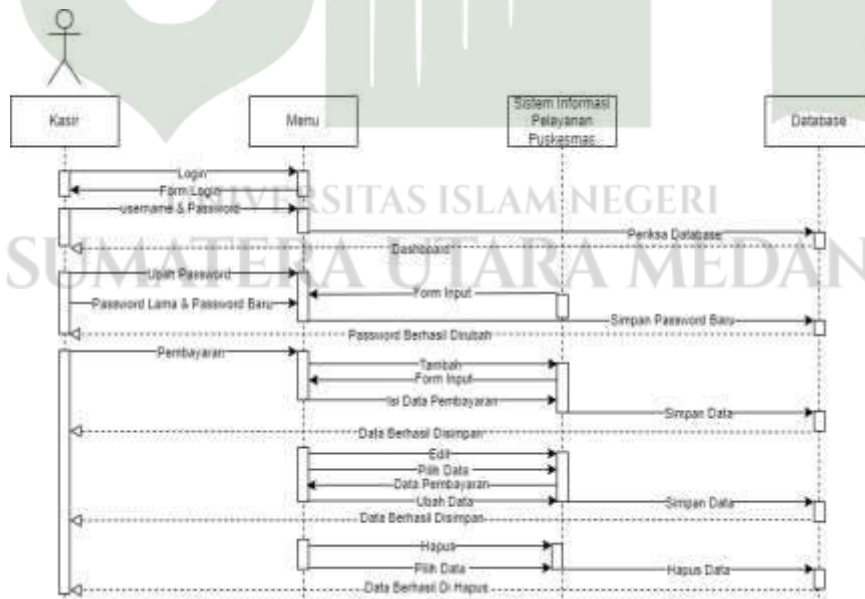 Kasir
Menu
Sistem Informasi
Pelayanan
Puskesmas
Database
Login
Form Login
username & Password
Periksa Database
Dashboard
UNIVERSITAS ISLAM NEGERI
SUMATERA UTARA MEDAN
Ubah Password
Form Input
Password Lama & Password Baru
Simpan Password Baru
Password Berhasil Dirubah
Pembayaran
Tambah
Form Input
Isi Data Pembayaran
Simpan Data
Data Berhasil Disimpan
Edit
Pilih Data
Data Pembayaran
Ubah Data
Simpan Data
Data Berhasil Disimpan
Hapus
Pilih Data
Hapus Data
Data Berhasil Di Hapus